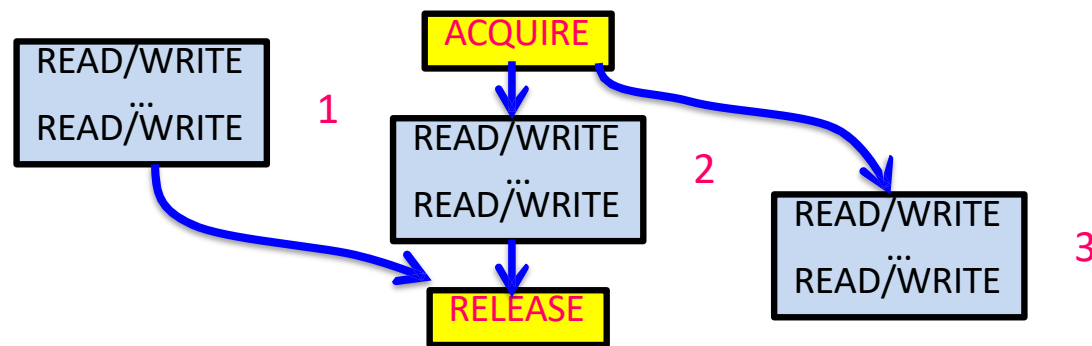 READ/WRITE
...
READ/WRITE
1
ACQUIRE
READ/WRITE
...
READ/WRITE
2
RELEASE
READ/WRITE
...
READ/WRITE
3